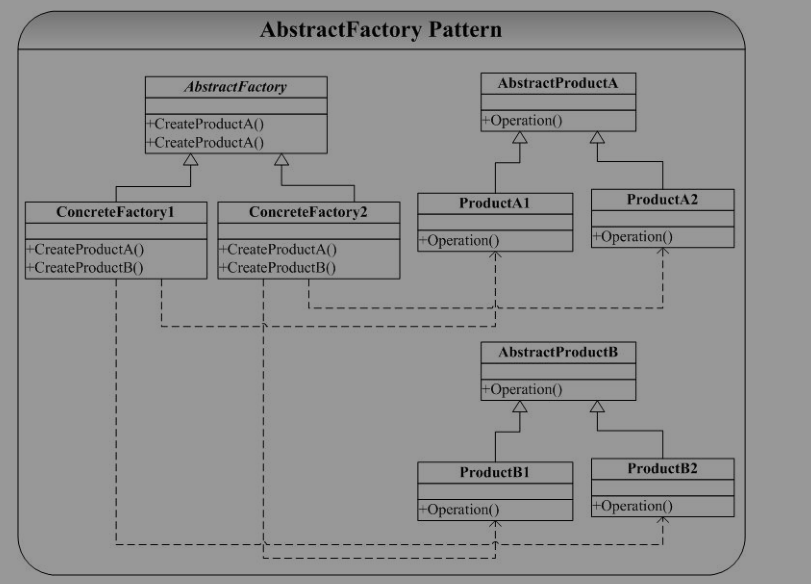 AbstractFactory Pattern
AbstractFactory
+CreateProductA()
+CreateProductA()
AbstractProductA
+Operation()
ConcreteFactory1
+CreateProductA()
+CreateProductB()
ConcreteFactory2
+CreateProductA()
+CreateProductB()
ProductA1
+Operation()
ProductA2
+Operation()
AbstractProductB
+Operation()
ProductB1
+Operation()
ProductB2
+Operation()